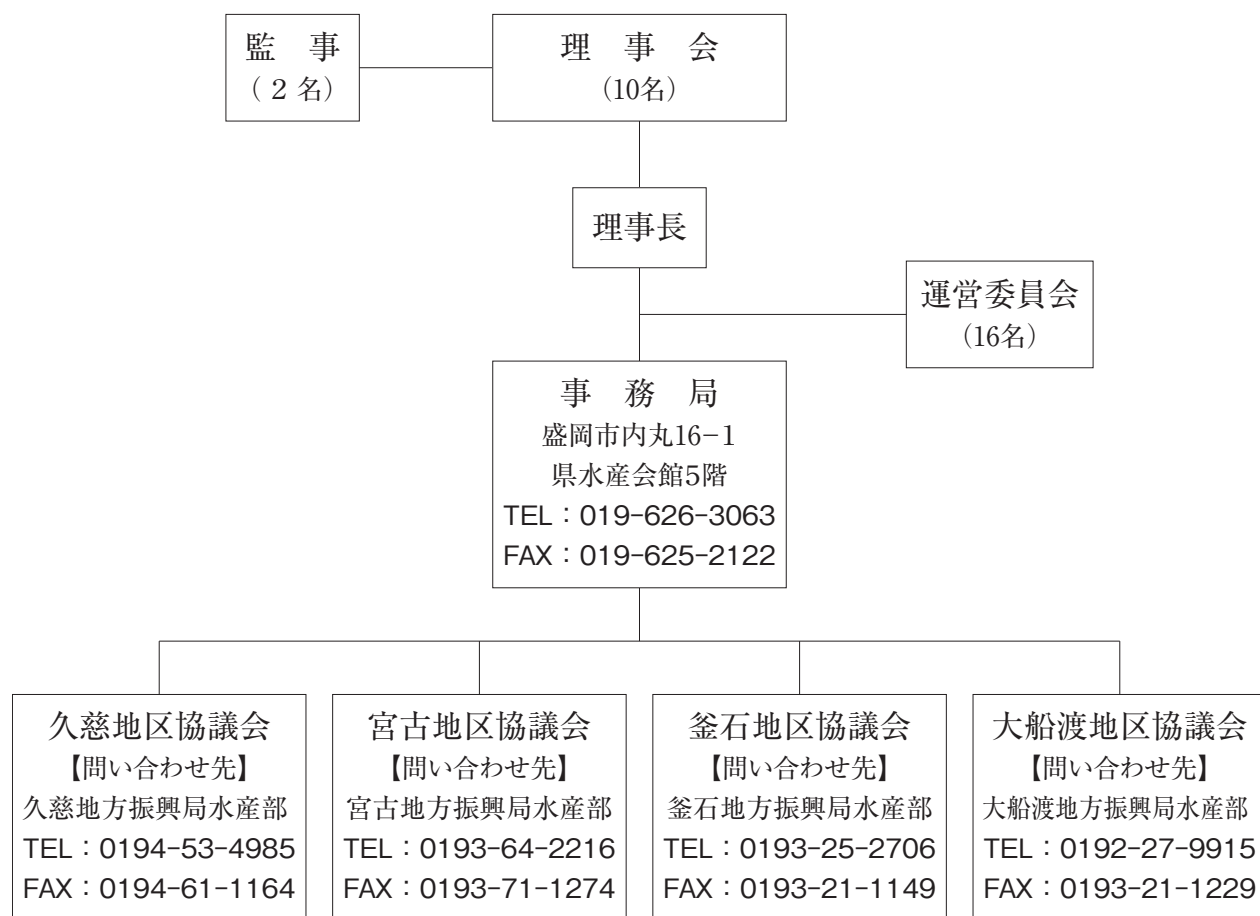 監　事
（２名）
理　事　会
（10名）
理事長
運営委員会
（16名）
事　務　局
盛岡市内丸16−1
県水産会館5階
TEL：019-626-3063
FAX：019-625-2122
久慈地区協議会
【問い合わせ先】
久慈地方振興局水産部
TEL：0194-53-4985
FAX：0194-61-1164
宮古地区協議会
【問い合わせ先】
宮古地方振興局水産部
TEL：0193-64-2216
FAX：0193-71-1274
釜石地区協議会
【問い合わせ先】
釜石地方振興局水産部
TEL：0193-25-2706
FAX：0193-21-1149
大船渡地区協議会
【問い合わせ先】
大船渡地方振興局水産部
TEL：0192-27-9915
FAX：0193-21-1229